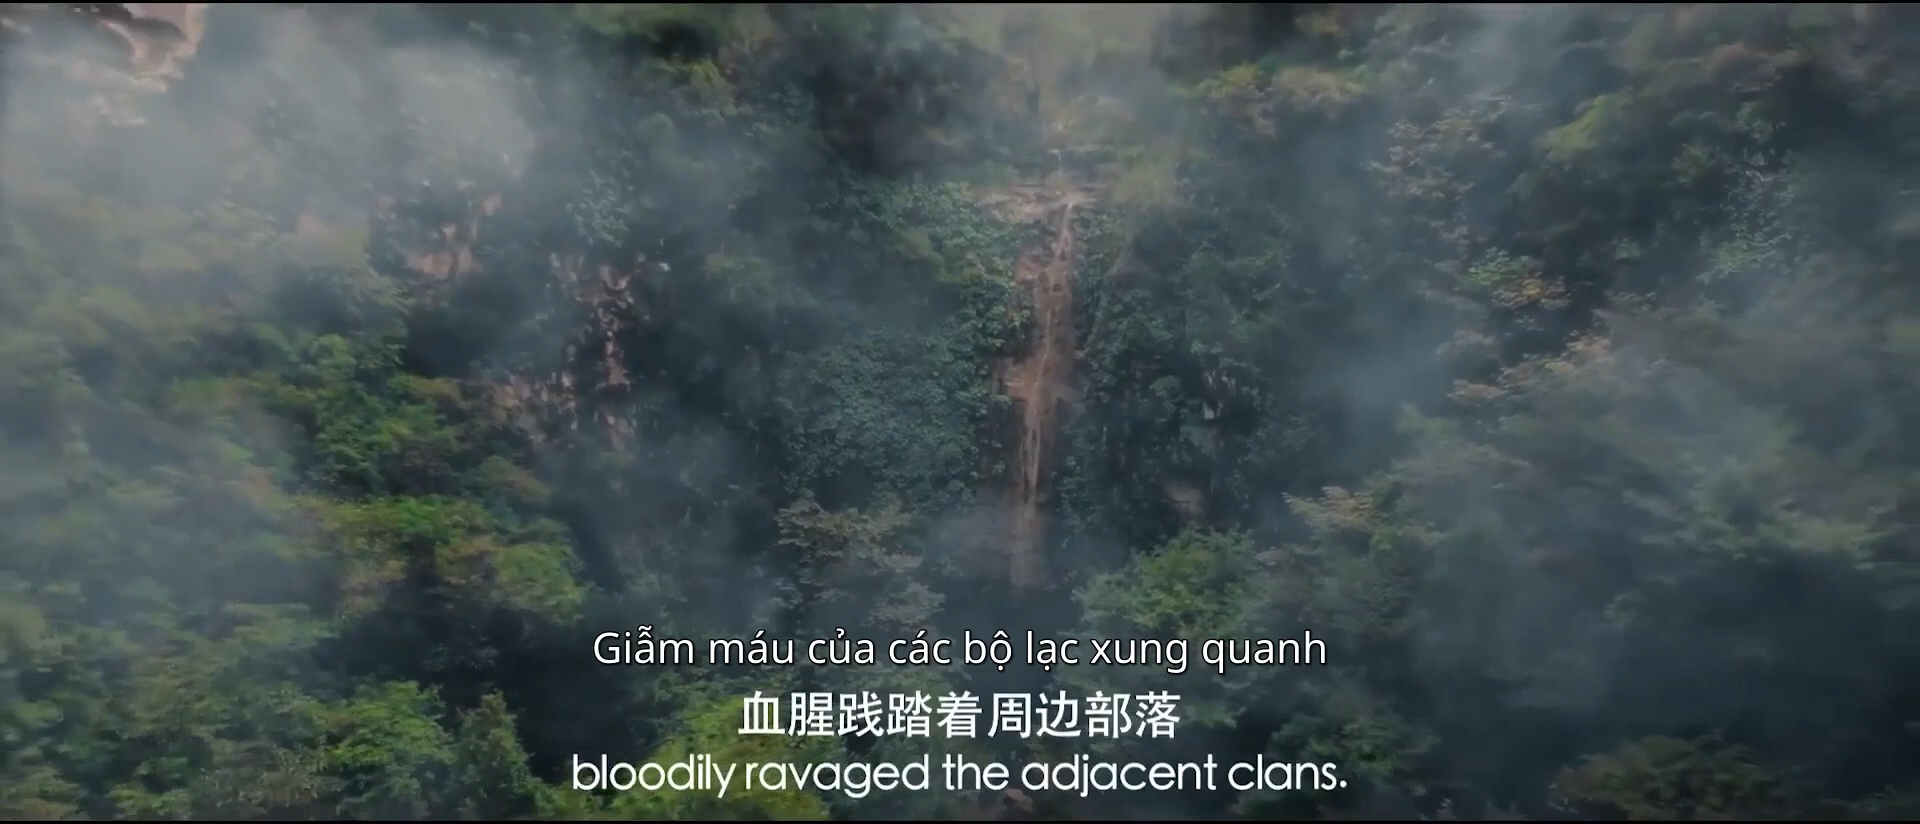 Giẫm máu của các bộ lạc xung quanh
血腥践踏着周边部落
bloodily ravaged the adjacent clans.